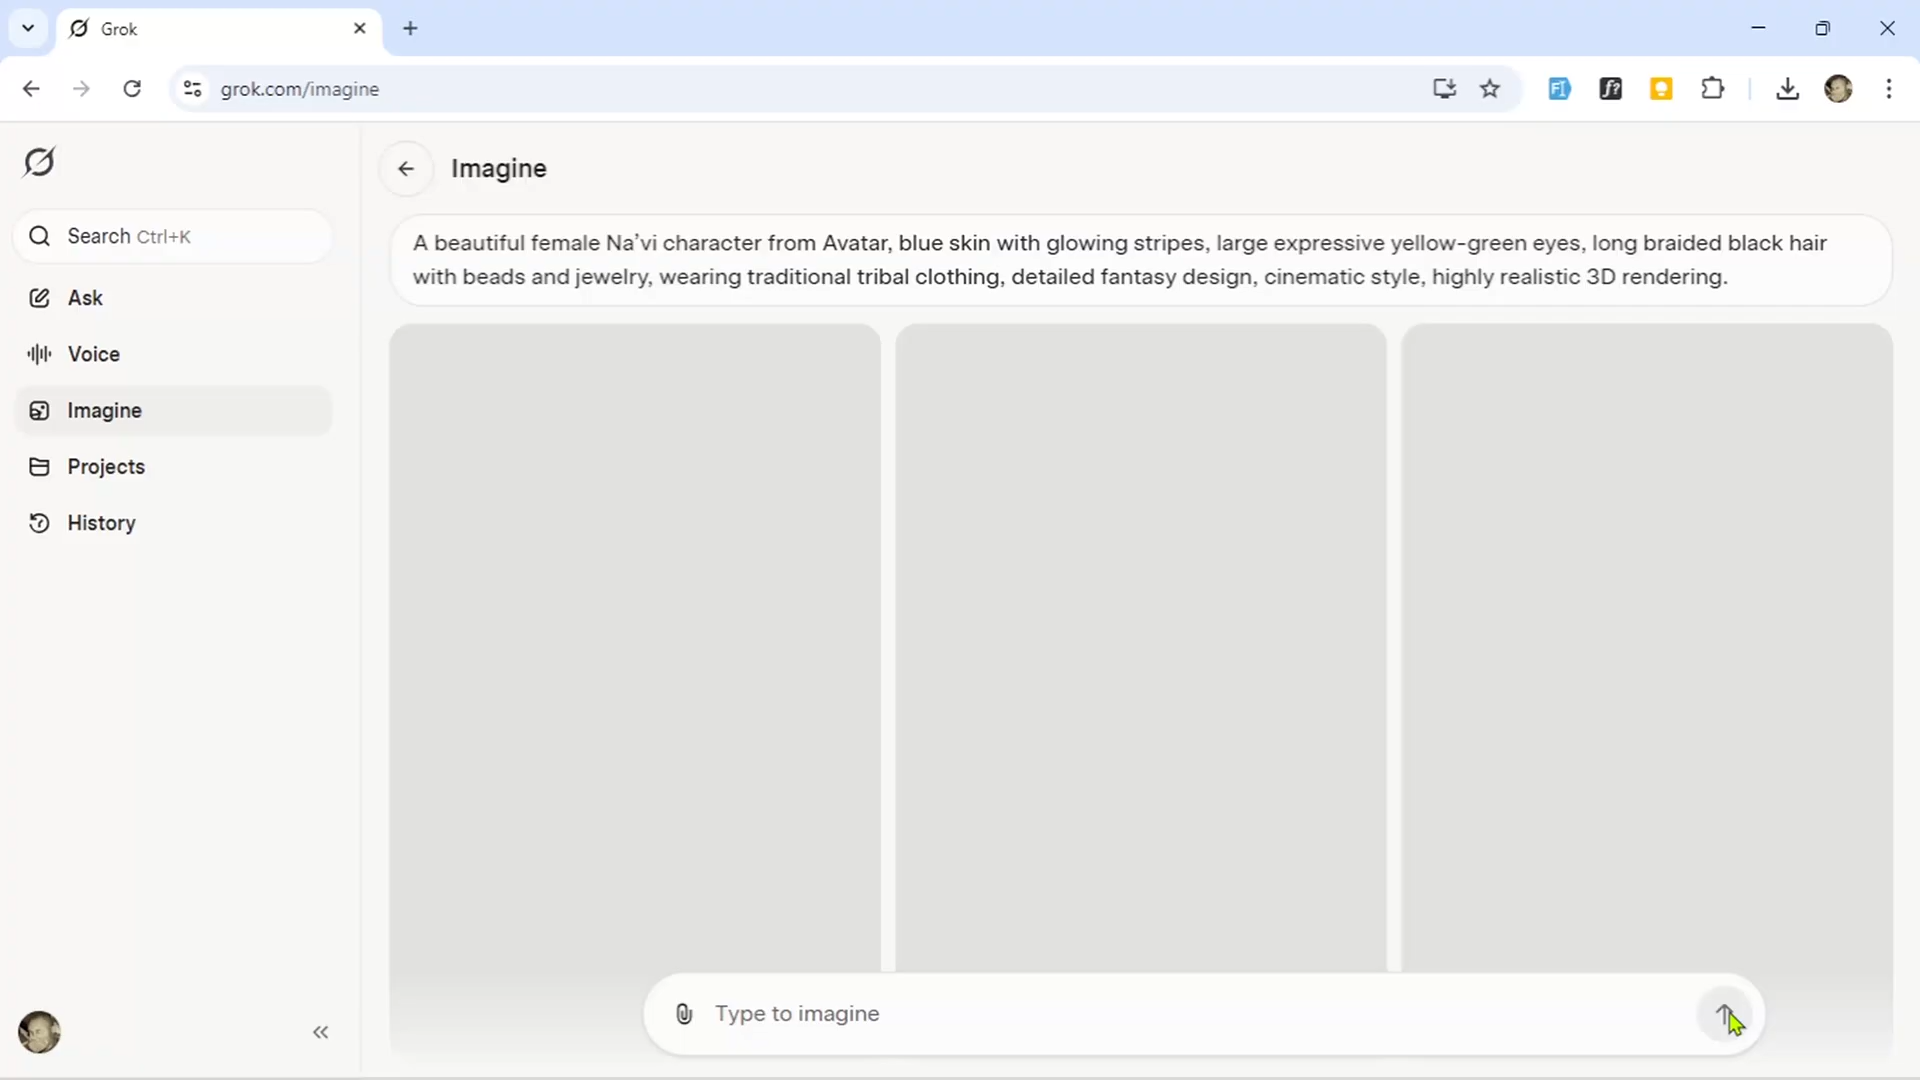 Grok
grok.com/imagine
Imagine
Search Ctrl+K
A beautiful female Na’vi character from Avatar, blue skin with glowing stripes, large expressive yellow-green eyes, long braided black hair
with beads and jewelry, wearing traditional tribal clothing, detailed fantasy design, cinematic style, highly realistic 3D rendering.
Ask
Voice
Imagine
Projects
History
Type to imagine